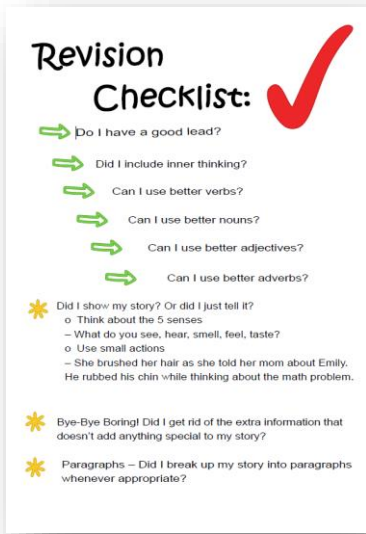 Revision
Checklist:
Do I have a good lead?
Did I include inner thinking?
Can I use better verbs?
Can I use better nouns?
Can I use better adjectives?
Can I use better adverbs?
Did I show my story? Or did I just tell it?
o Think about the 5 senses
– What do you see, hear, smell, feel, taste?
o Use small actions
– She brushed her hair as she told her mom about Emily.
He rubbed his chin while thinking about the math problem.
Bye-Bye Boring! Did I get rid of the extra information that
doesn't add anything special to my story?
Paragraphs – Did I break up my story into paragraphs
whenever appropriate?